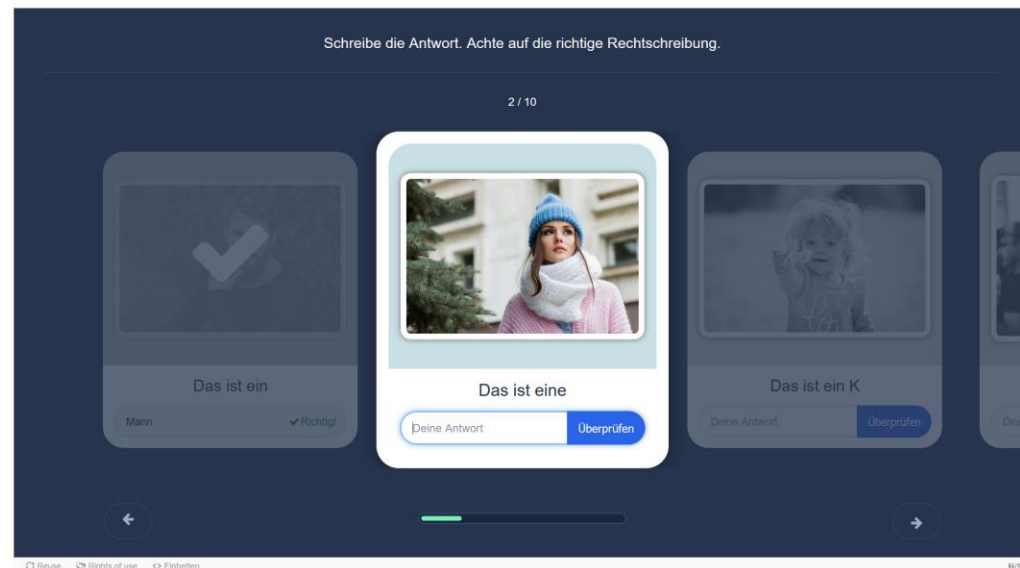 Schreibe die Antwort. Achte auf die richtige Rechtschreibung.
2 / 10
Das ist ein
Mann ✔ Richtig!
Das ist eine
Deine Antwort Überprüfen
Das ist ein K
Deine Antwort Überprüfen
Reuse Rights of use <> Einbetten